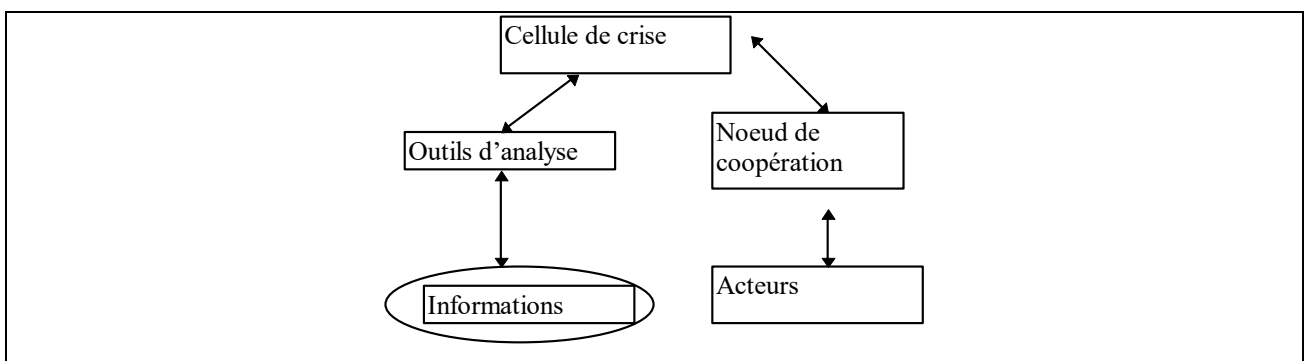 Cellule de crise
Noeud de
coopération
Outils d’analyse
Informations
Acteurs